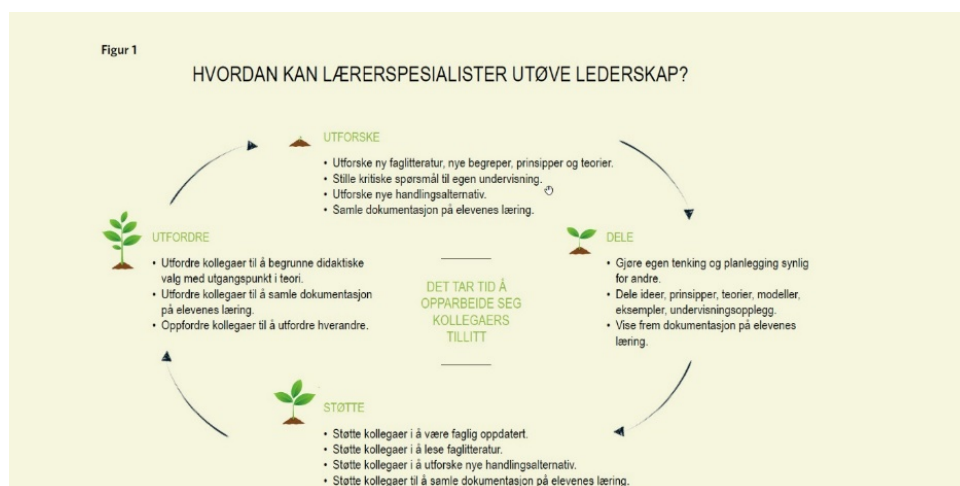 Figur 1
HVORDAN KAN LÆRERSPESIALISTER UTØVE LEDERSKAP?
UTFORSKE
• Utforske ny faglitteratur, nye begreper, prinsipper og teorier.
• Stille kritiske spørsmål til egen undervisning.
• Utforske nye handlingsalternativ.
• Samle dokumentasjon på elevenes læring.
DELE
• Gjøre egen tenking og planlegging synlig
for andre.
• Dele ideer, prinsipper, teorier, modeller,
eksempler, undervisningsopplegg.
• Vise frem dokumentasjon på elevenes
læring.
STØTTE
• Støtte kollegaer i å være faglig oppdatert.
• Støtte kollegaer i å lese faglitteratur.
• Støtte kollegaer i å utforske nye handlingsalternativ.
• Støtte kollegaer til å samle dokumentasjon på elevenes læring.
UTFORDRE
• Utfordre kollegaer til å begrunne didaktiske
valg med utgangspunkt i teori.
• Utfordre kollegaer til å samle dokumentasjon
på elevenes læring.
• Oppfordre kollegaer til å utfordre hverandre.
DET TAR TID Å
OPPARBEIDE SEG
KOLLEGAERS
TILLITT